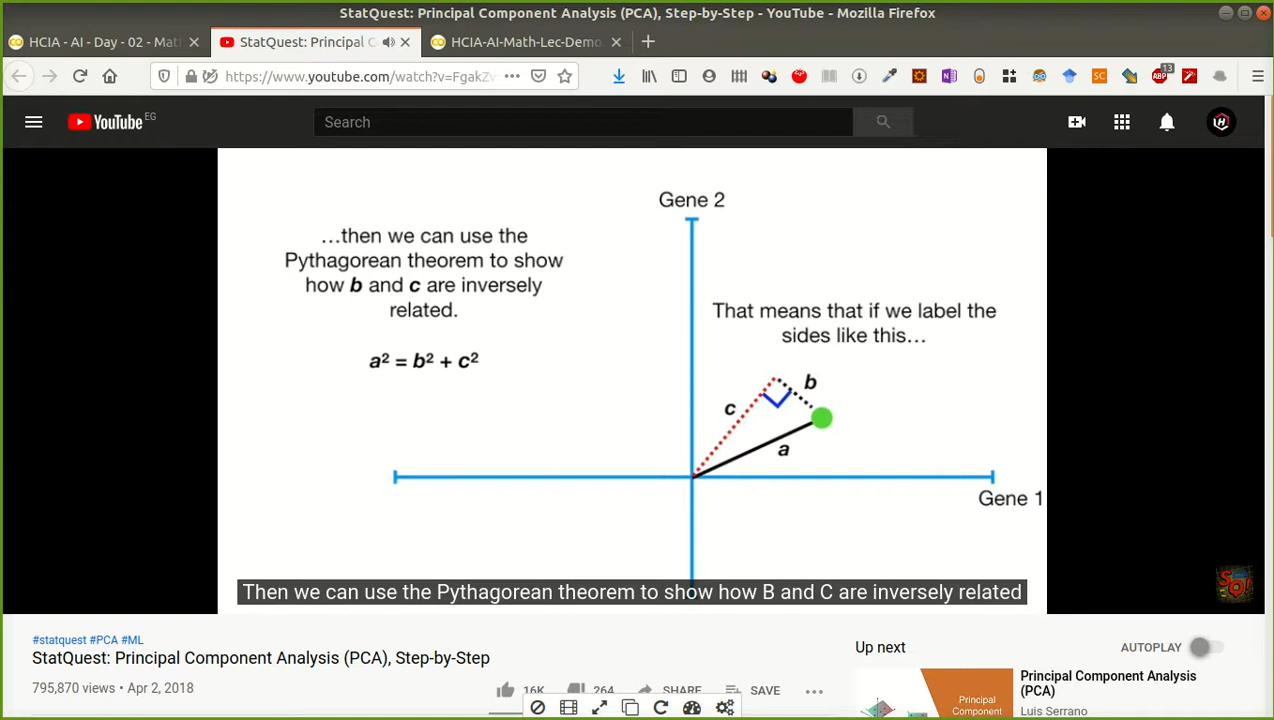 StatQuest: Principal Component Analysis (PCA), Step-by-Step - YouTube - Mozilla Firefox
HCIA - AI - Day - 02 - Mat
StatQuest: Principal C
HCIA-AI-Math-Lec-Demo.
https://www.youtube.com/watch?v=FgakZw
SC
ABP
13
YouTube EG
Search
Gene 2
…then we can use the
Pythagorean theorem to show
how b and c are inversely
related.
a² = b² + c²
That means that if we label the
sides like this…
b
c
a
Gene 1
Then we can use the Pythagorean theorem to show how B and C are inversely related
SQ!
#statquest #PCA #ML
StatQuest: Principal Component Analysis (PCA), Step-by-Step
795,870 views • Apr 2, 2018
16K
264
SHARE
SAVE
Up next
AUTOPLAY
Principal
Component
Principal Component Analysis
(PCA)
Luis Serrano